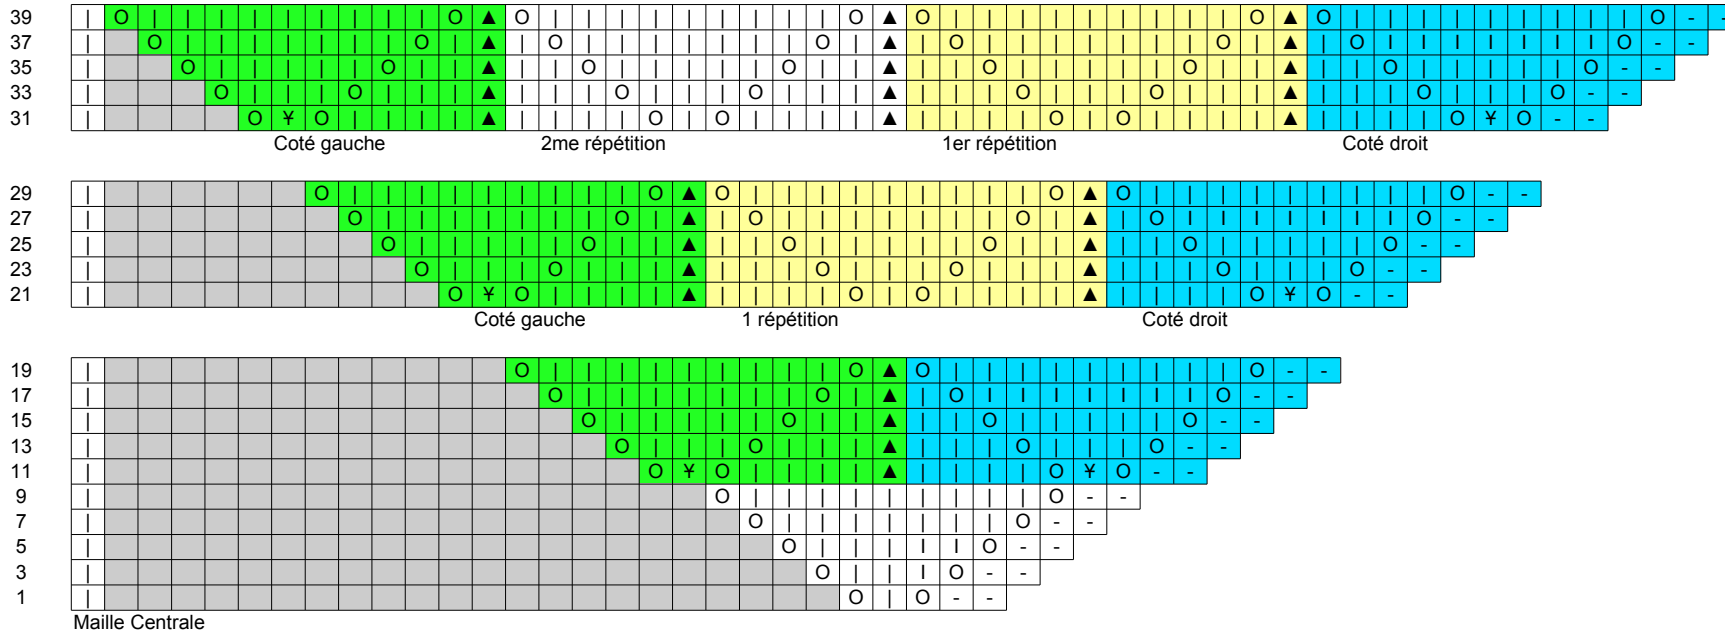 39 | O | | | | | | | | | O ▲ O | | | | | | | | | O ▲ O | | | | | | | | | O ▲ O | | | | | | | | | O - -
37 | O | | | | | | | O | ▲ | O | | | | | | | O | ▲ | O | | | | | | | O | ▲ | O | | | | | | | O - -
35 | O | | | | | O | | ▲ | | O | | | | | O | | ▲ | | O | | | | | O | | ▲ | | O | | | | | O - -
33 | O | | | O | | | ▲ | | | O | | | O | | | ▲ | | | O | | | O | | | ▲ | | | O | | | O - -
31 | O ¥ O | | | | ▲ | | | | O | O | | | | ▲ | | | | O | O | | | | ▲ | | | | O ¥ O - -
Coté gauche 2me répétition 1er répétition Coté droit
29 | O | | | | | | | | | O ▲ O | | | | | | | | | O ▲ O | | | | | | | | | O - -
27 | O | | | | | | | O | ▲ | O | | | | | | | O | ▲ | O | | | | | | | O - -
25 | O | | | | | O | | ▲ | | O | | | | | O | | ▲ | | O | | | | | O - -
23 | O | | | O | | | ▲ | | | O | | | O | | | ▲ | | | O | | | O - -
21 | O ¥ O | | | | ▲ | | | | O | O | | | | ▲ | | | | O ¥ O - -
Coté gauche 1 répétition Coté droit
19 | O | | | | | | | | | O ▲ O | | | | | | | | | O - -
17 | O | | | | | | | O | ▲ | O | | | | | | | O - -
15 | O | | | | | O | | ▲ | | O | | | | | O - -
13 | O | | | O | | | ▲ | | | O | | | O - -
11 | O ¥ O | | | | ▲ | | | | O ¥ O - -
9 | O | | | | | | | | | O - -
7 | O | | | | | | | O - -
5 | O | | | | | O - -
3 | O | | | O - -
1 | O | O - -
Maille Centrale